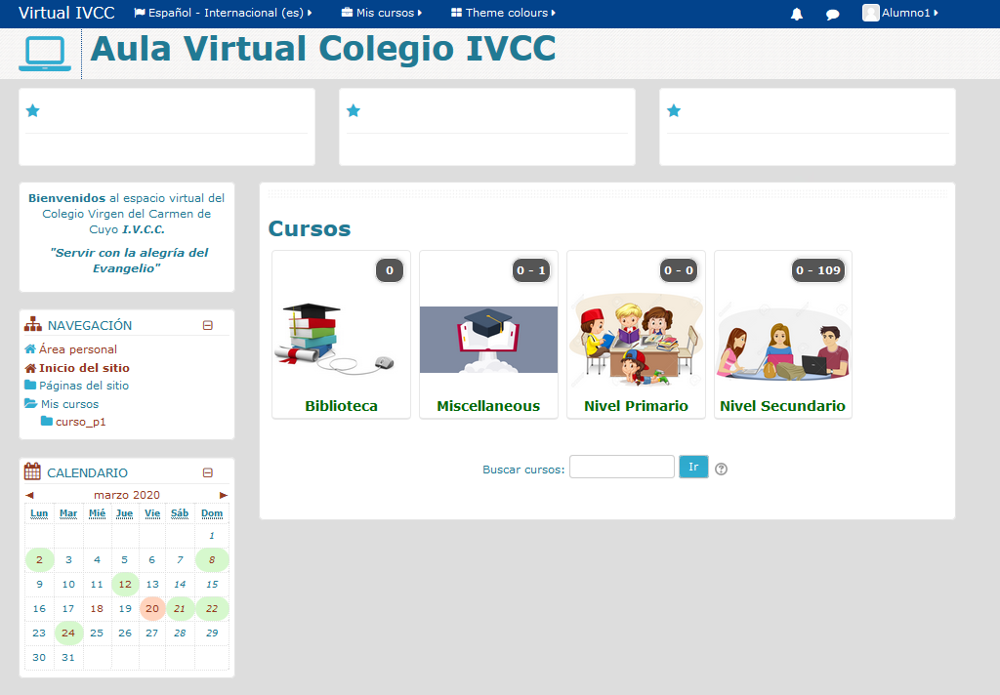 Virtual IVCC Español - Internacional (es) Mis cursos Theme colours Alumno1
Aula Virtual Colegio IVCC
Bienvenidos al espacio virtual del
Colegio Virgen del Carmen de
Cuyo I.V.C.C.
"Servir con la alegría del
Evangelio"
NAVEGACIÓN
Área personal
Inicio del sitio
Páginas del sitio
Mis cursos
curso_p1
CALENDARIO
marzo 2020
Lun Mar Mié Jue Vie Sáb Dom
1
2 3 4 5 6 7 8
9 10 11 12 13 14 15
16 17 18 19 20 21 22
23 24 25 26 27 28 29
30 31
Cursos
0 0 - 1 0 - 0 0 - 109
Biblioteca Miscellaneous Nivel Primario Nivel Secundario
Buscar cursos: Ir ?